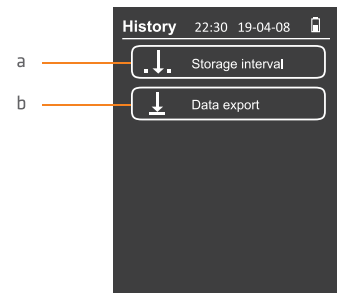 History 22:30 19-04-08
a Storage interval
b Data export